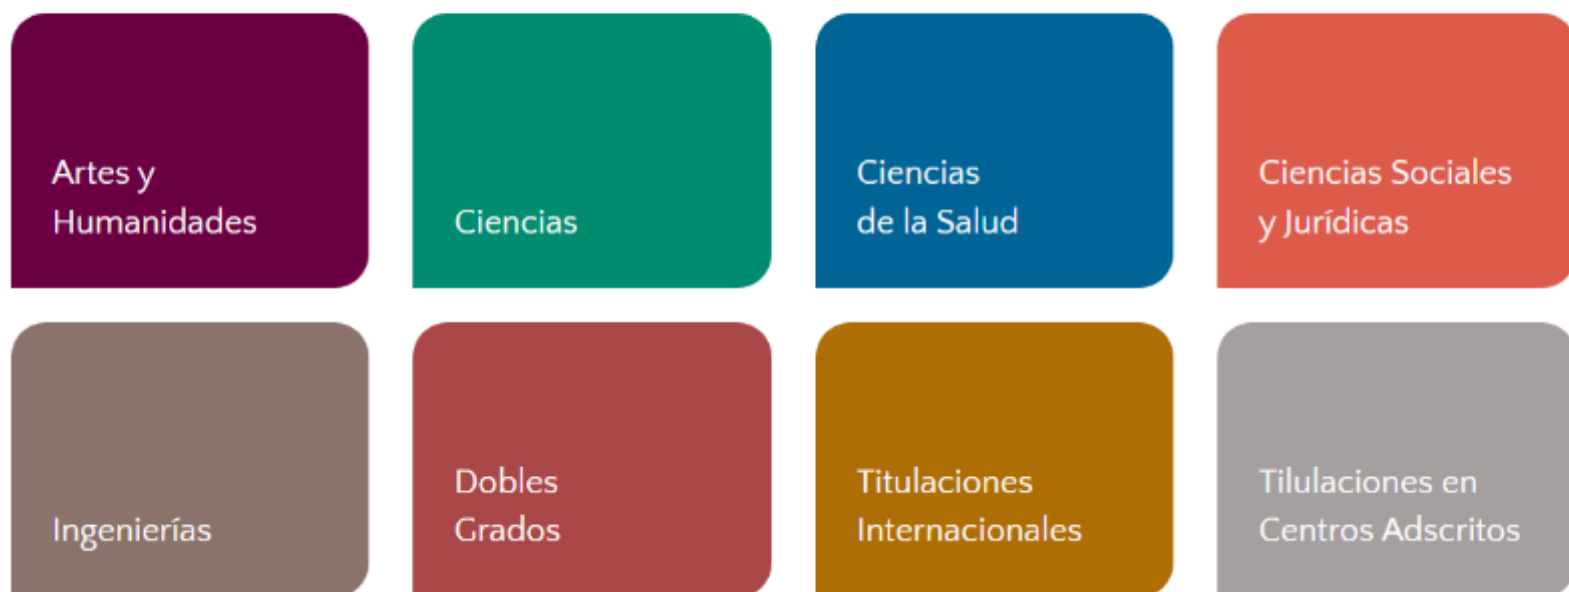 Artes y
Humanidades
Ciencias
Ciencias
de la Salud
Ciencias Sociales
y Jurídicas
Ingenierías
Dobles
Grados
Titulaciones
Internacionales
Tilulaciones en
Centros Adscritos